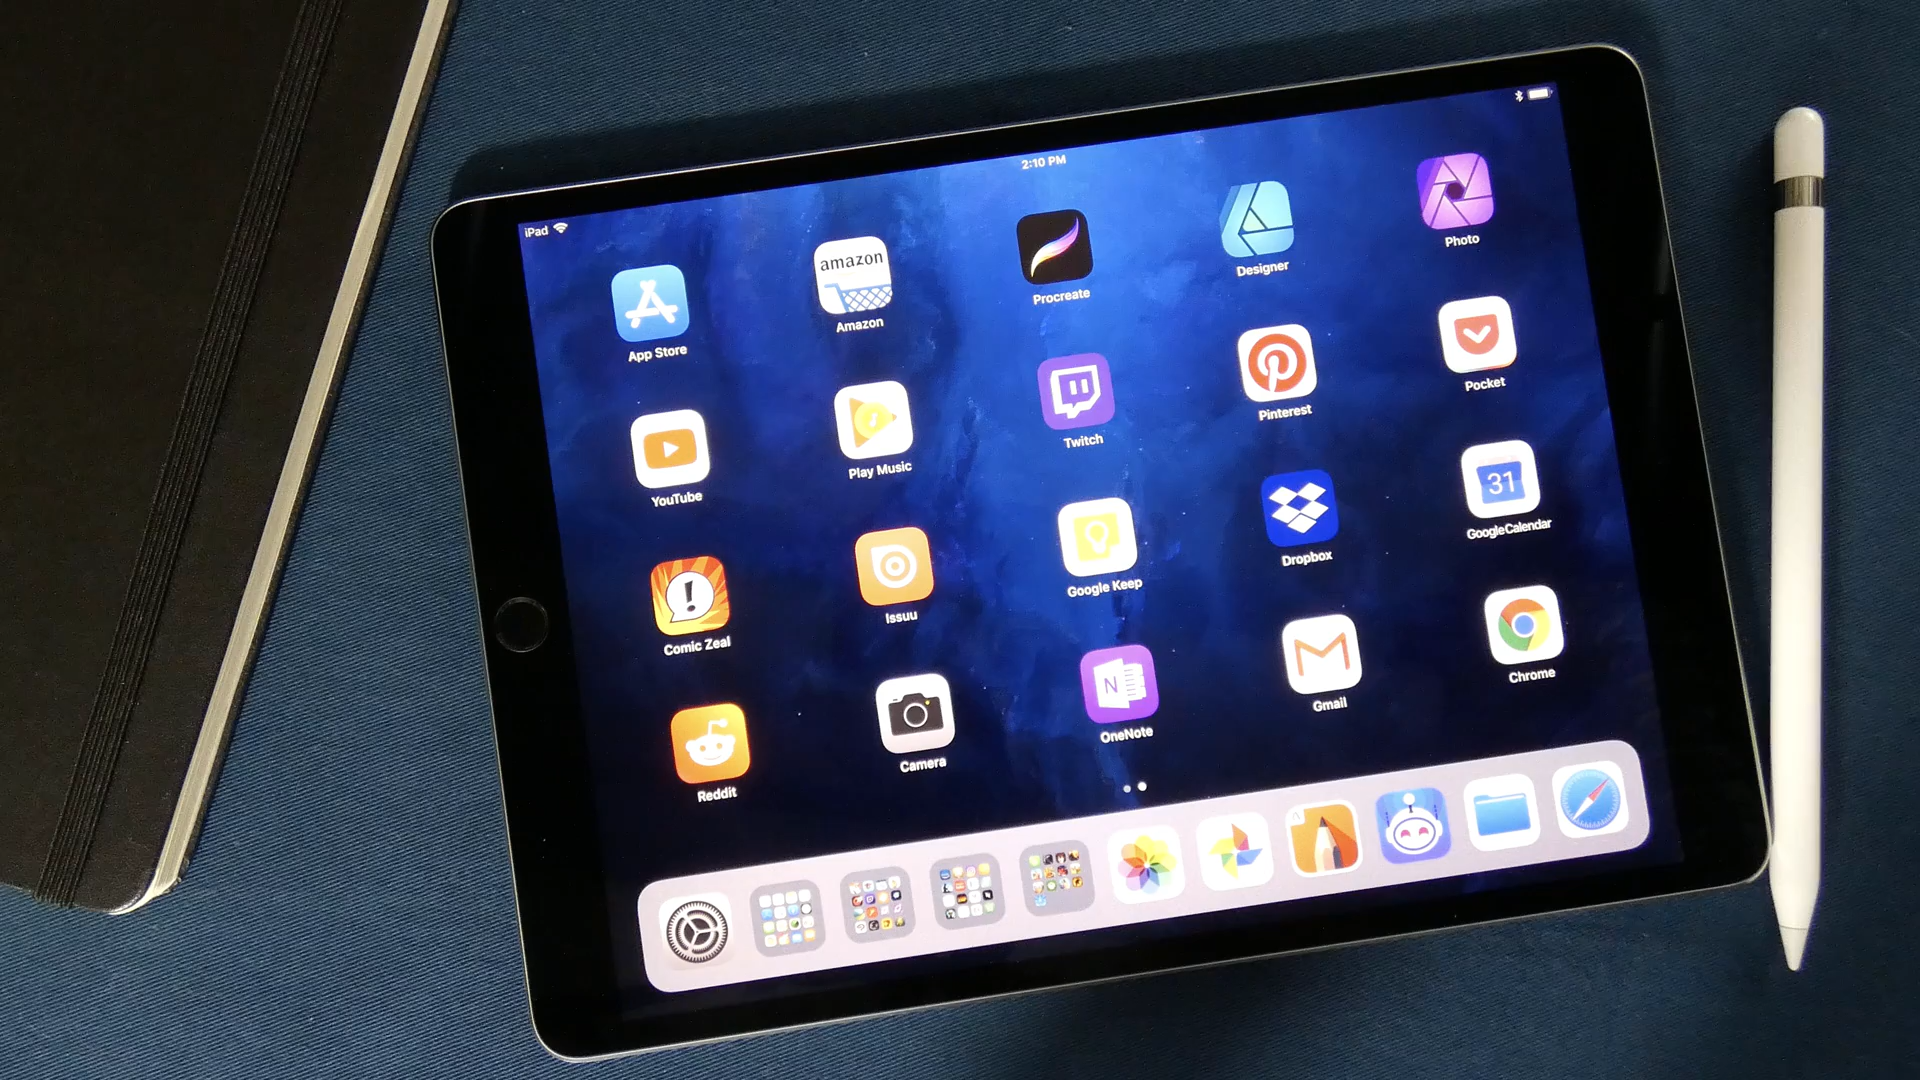 iPad
2:10 PM
App Store
amazon
Amazon
Procreate
Designer
Photo
YouTube
Play Music
Twitch
Pinterest
Pocket
Comic Zeal
!
Issuu
Google Keep
Dropbox
31
GoogleCalendar
Reddit
Camera
N
OneNote
Gmail
Chrome